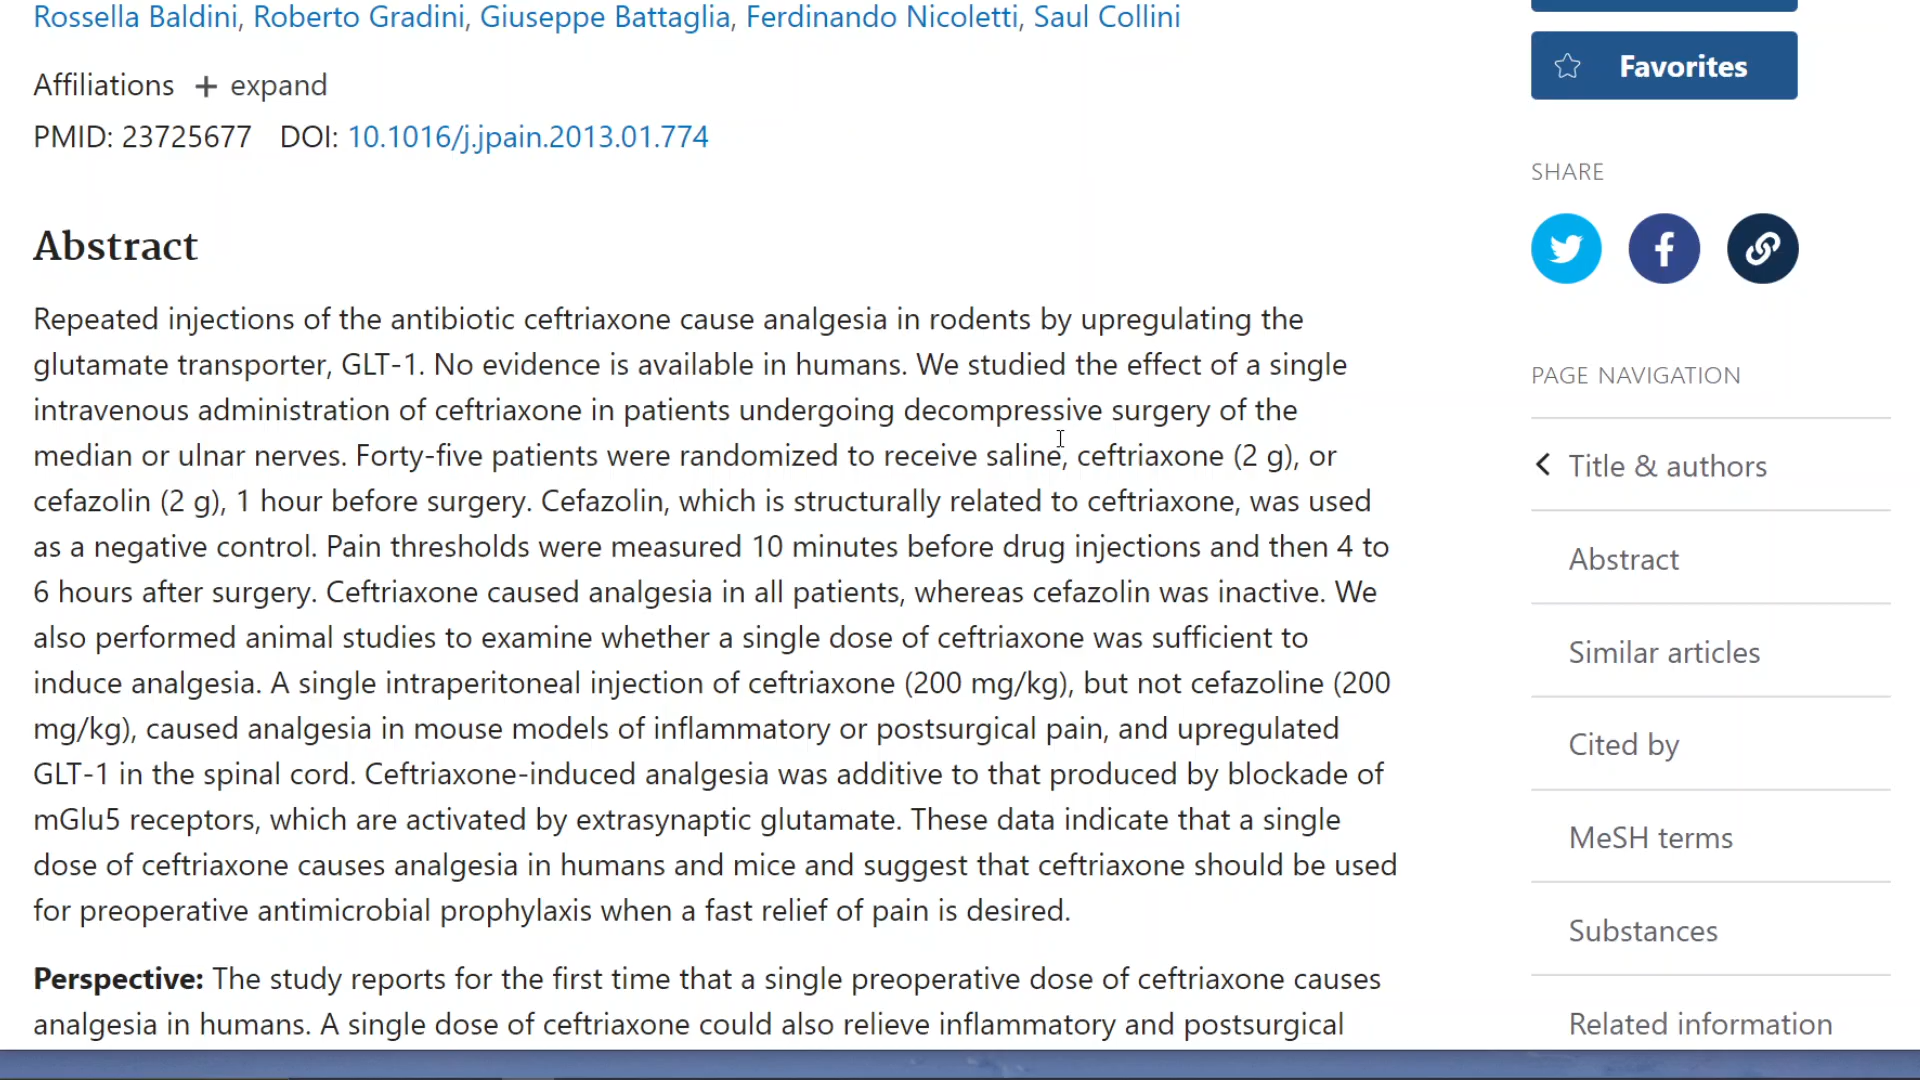 Rossella Baldini, Roberto Gradini, Giuseppe Battaglia, Ferdinando Nicoletti, Saul Collini
Affiliations + expand
PMID: 23725677 DOI: 10.1016/j.jpain.2013.01.774
Abstract
Repeated injections of the antibiotic ceftriaxone cause analgesia in rodents by upregulating the
glutamate transporter, GLT-1. No evidence is available in humans. We studied the effect of a single
intravenous administration of ceftriaxone in patients undergoing decompressive surgery of the
median or ulnar nerves. Forty-five patients were randomized to receive saline, ceftriaxone (2 g), or
cefazolin (2 g), 1 hour before surgery. Cefazolin, which is structurally related to ceftriaxone, was used
as a negative control. Pain thresholds were measured 10 minutes before drug injections and then 4 to
6 hours after surgery. Ceftriaxone caused analgesia in all patients, whereas cefazolin was inactive. We
also performed animal studies to examine whether a single dose of ceftriaxone was sufficient to
induce analgesia. A single intraperitoneal injection of ceftriaxone (200 mg/kg), but not cefazoline (200
mg/kg), caused analgesia in mouse models of inflammatory or postsurgical pain, and upregulated
GLT-1 in the spinal cord. Ceftriaxone-induced analgesia was additive to that produced by blockade of
mGlu5 receptors, which are activated by extrasynaptic glutamate. These data indicate that a single
dose of ceftriaxone causes analgesia in humans and mice and suggest that ceftriaxone should be used
for preoperative antimicrobial prophylaxis when a fast relief of pain is desired.
Perspective: The study reports for the first time that a single preoperative dose of ceftriaxone causes
analgesia in humans. A single dose of ceftriaxone could also relieve inflammatory and postsurgical
Favorites
SHARE
PAGE NAVIGATION
Title & authors
Abstract
Similar articles
Cited by
MeSH terms
Substances
Related information